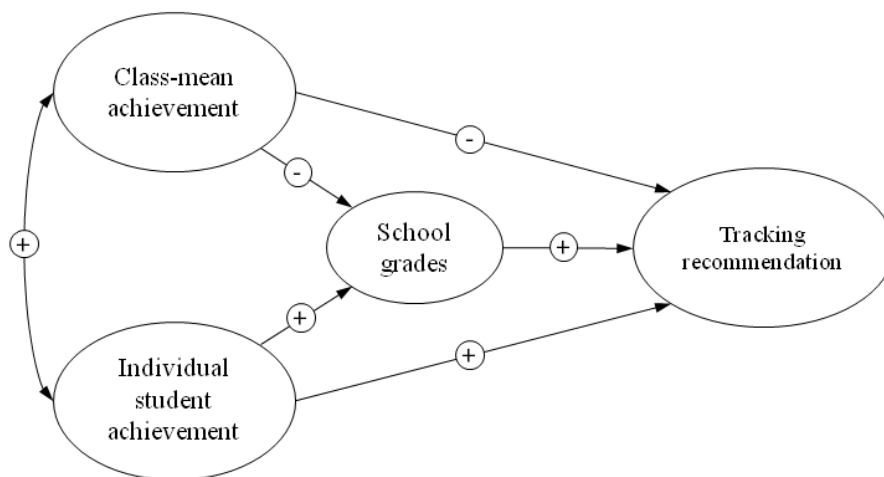 Class-mean
achievement
-
-
School
grades
+
+
Tracking
recommendation
+
+
+
Individual
student
achievement